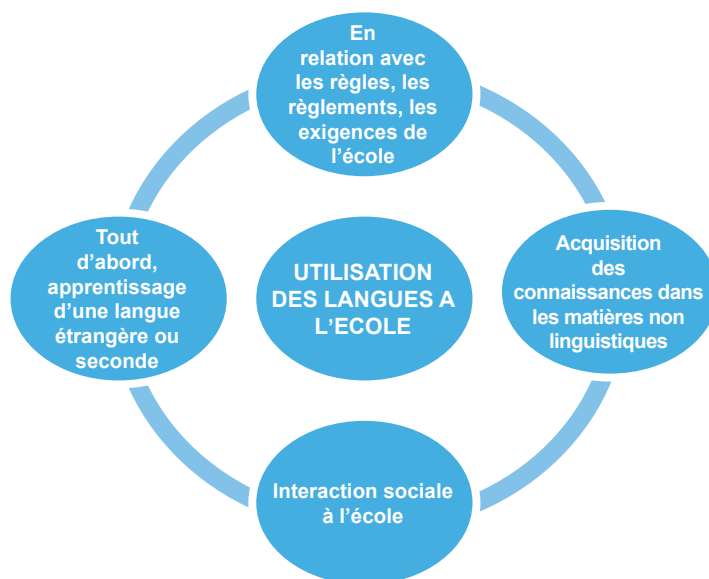 En
relation avec
les règles, les
règlements, les
exigences de
l’école
Tout
d’abord,
apprentissage
d’une langue
étrangère ou
seconde
UTILISATION
DES LANGUES A
L’ECOLE
Acquisition
des
connaissances dans
les matières non
linguistiques
Interaction sociale
à l’école